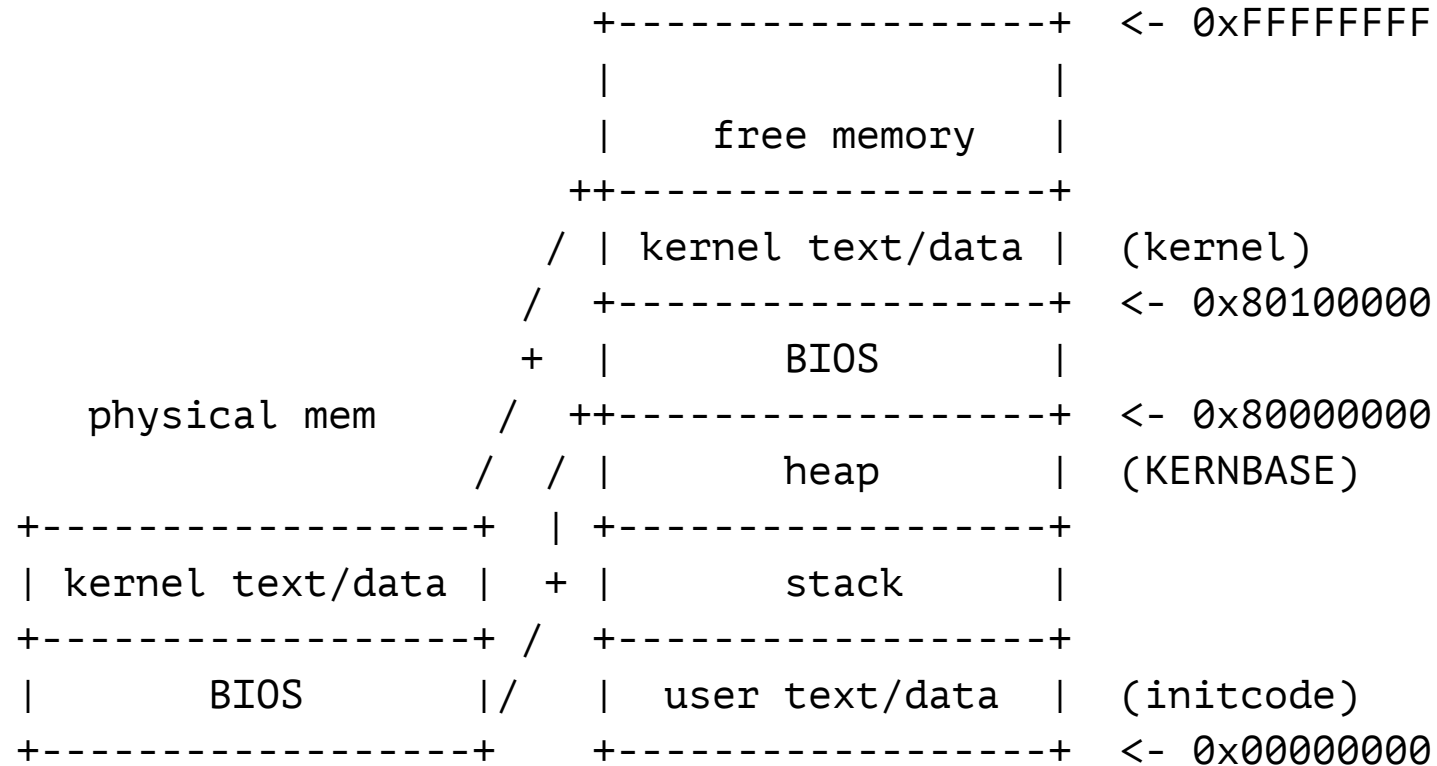 +------------------+  <- 0xFFFFFFFF
                        |                  |
                        |    free memory   |
                       ++------------------+
                      / | kernel text/data |  (kernel)
                     /  +------------------+  <- 0x80100000
                     +  |       BIOS       |
   physical mem     /  ++------------------+  <- 0x80000000
                   /  / |       heap       |  (KERNBASE)
+------------------+  | +------------------+
| kernel text/data |  + |       stack      |
+------------------+ /  +------------------+
|       BIOS       |/   |  user text/data  |  (initcode)
+------------------+    +------------------+  <- 0x00000000